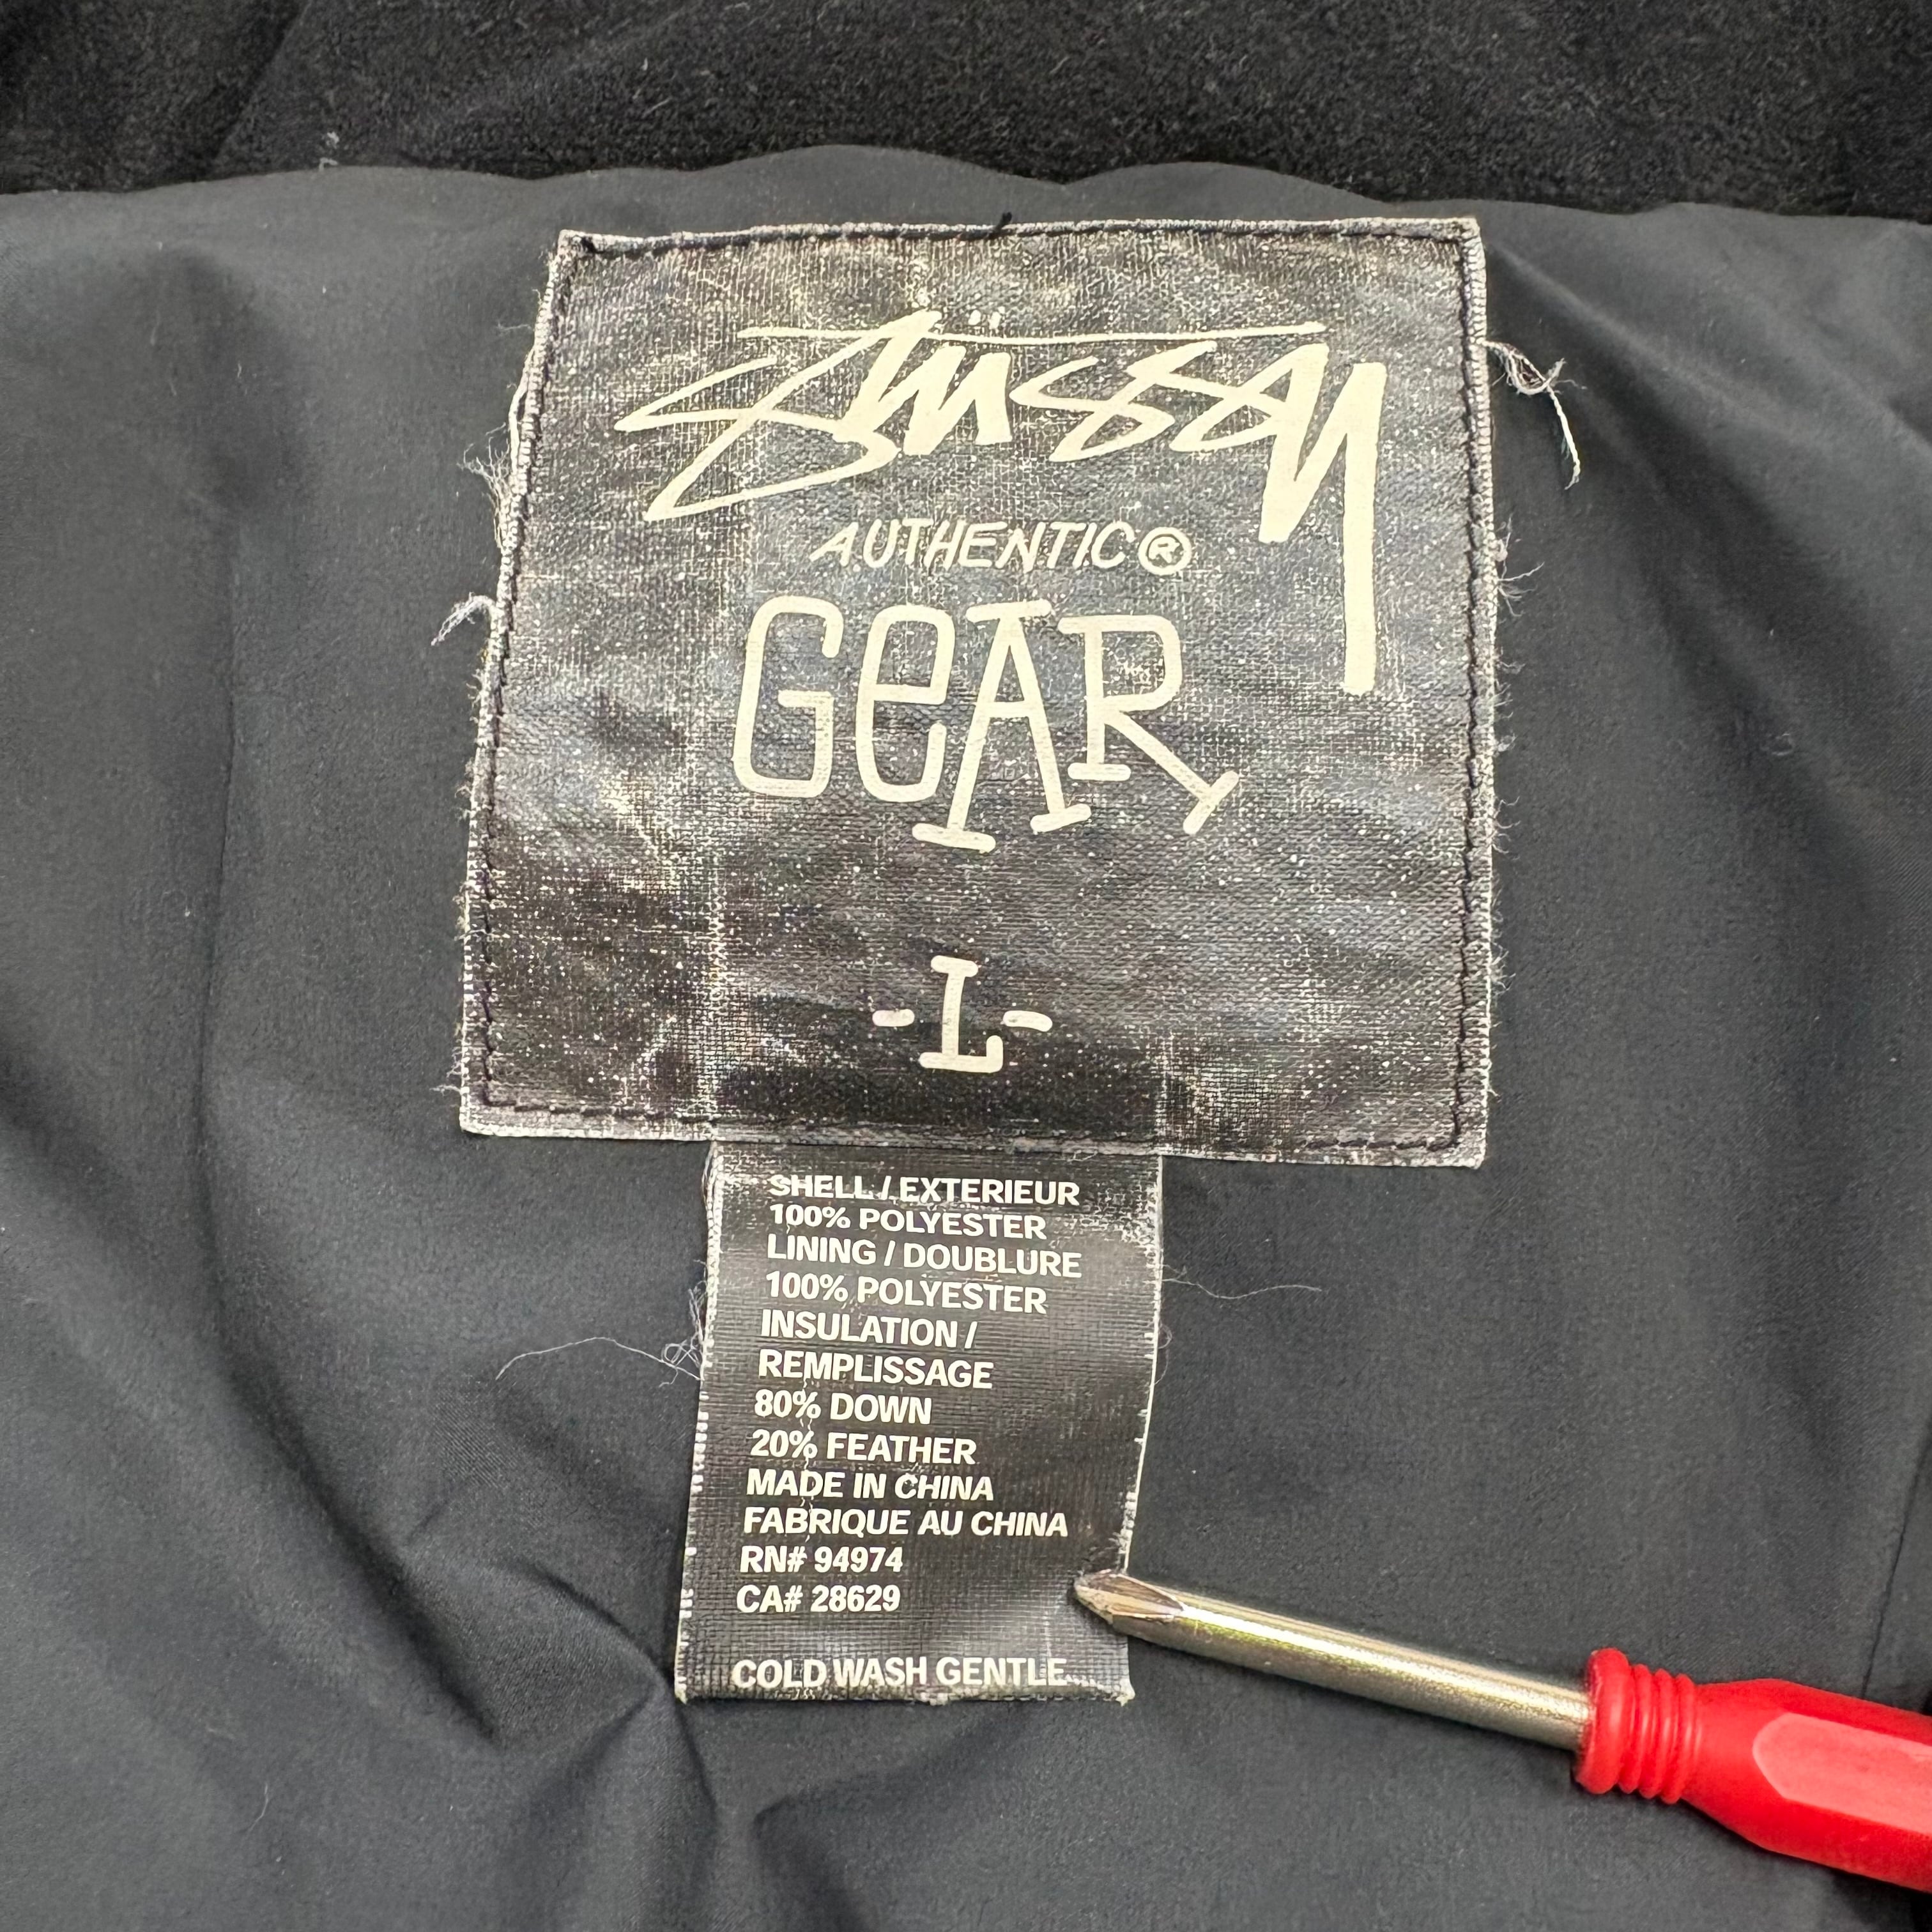 Stüssy
AUTHENTIC®
GEAR
-L-
SHELL / EXTERIEUR
100% POLYESTER
LINING / DOUBLURE
100% POLYESTER
INSULATION /
REMPLISSAGE
80% DOWN
20% FEATHER
MADE IN CHINA
FABRIQUE AU CHINA
RN# 94974
CA# 28629
COLD WASH GENTLE